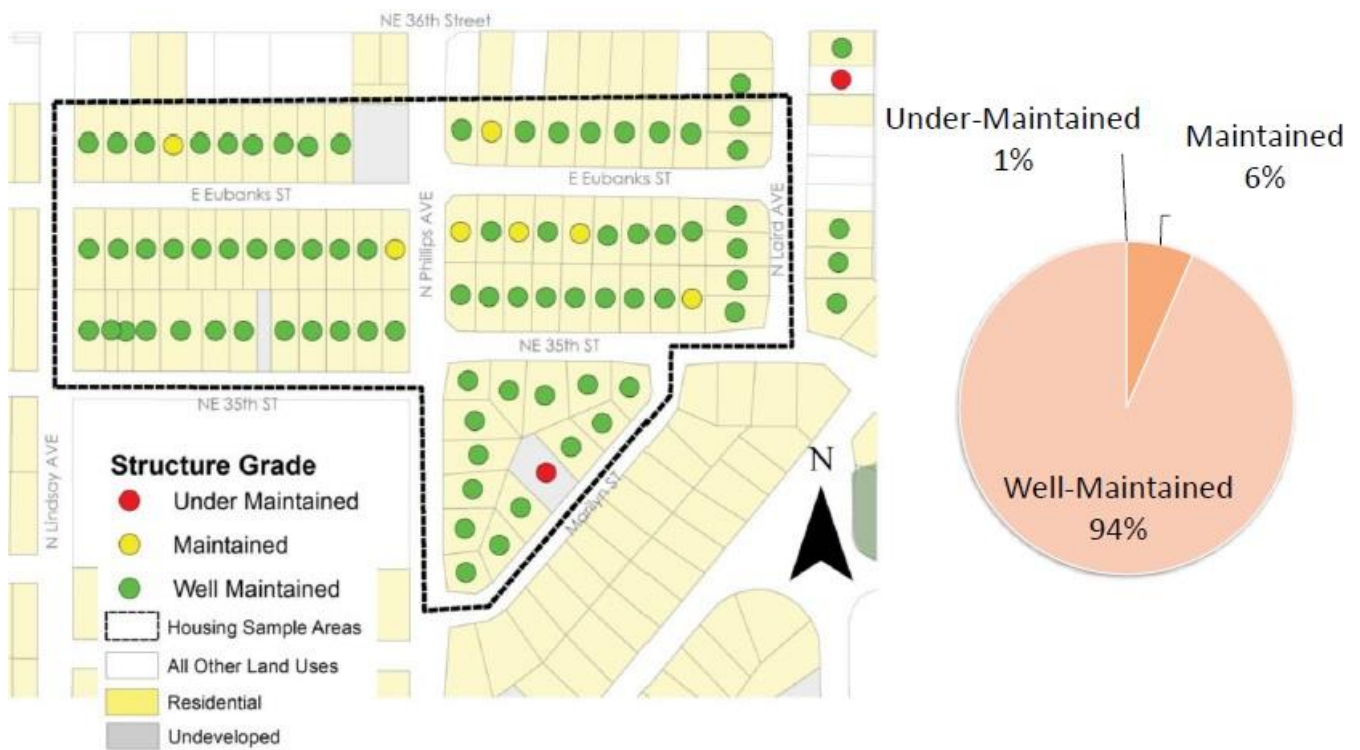 NE 36th Street
E Eubanks ST
E Eubanks ST
N Phillips AVE
N Laird AVE
NE 35th ST
NE 35th ST
N Lindsay AVE
Marilyn ST
Structure Grade
Under Maintained
Maintained
Well Maintained
Housing Sample Areas
All Other Land Uses
Residential
Undeveloped
N
Under-Maintained
1%
Maintained
6%
Well-Maintained
94%